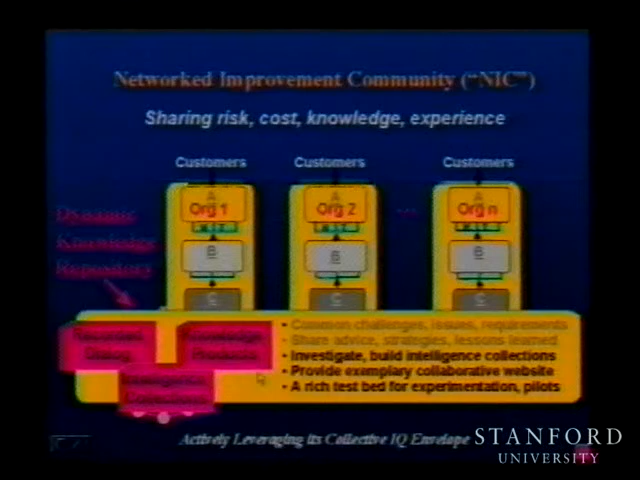 Networked Improvement Community ("NIC")
Sharing risk, cost, knowledge, experience
Customers Customers Customers
A A A
Org 1 Org 2 ... Org n
Dynamic
Knowledge
Repository
B B B
C C C
• Common challenges, issues, requirements
• Share advice, strategies, lessons learned
• Investigate, build intelligence collections
• Provide exemplary collaborative website
• A rich test bed for experimentation, pilots
Knowledge
Actively Leveraging its Collective IQ Envelope
STANFORD
UNIVERSITY